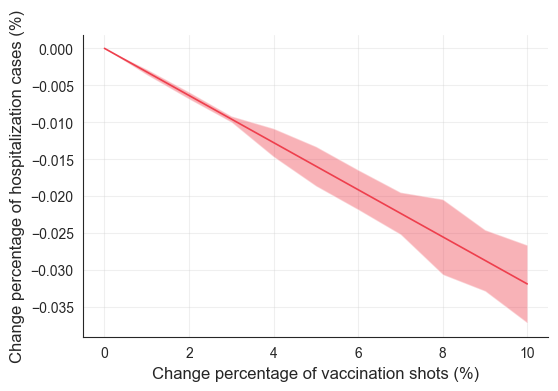 Change percentage of hospitalization cases (%)
0.000
−0.005
−0.010
−0.015
−0.020
−0.025
−0.030
−0.035
0 2 4 6 8 10
Change percentage of vaccination shots (%)